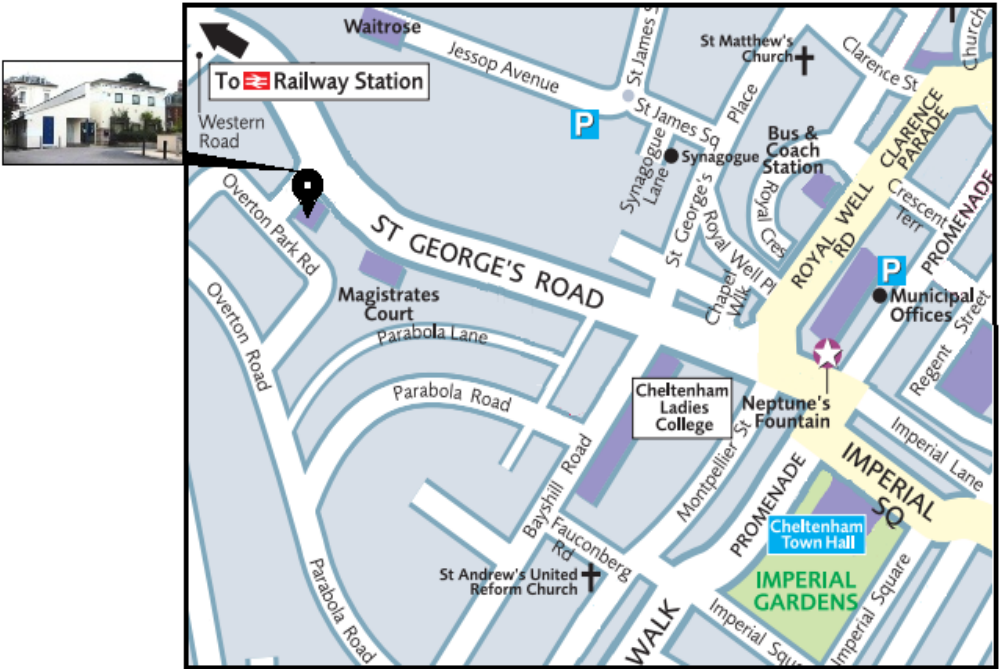 Waitrose
Jessop Avenue
St James S
St Matthew's
Church
Clarence St
Church
To Railway Station
Western
Road
P
St James Sq
Place
CLARENCE
PARADE
Bus & Coach
Station
Synagogue
Synagogue
Lane
Overton Park Rd
St George's
Royal Cres
Royal Well Pl
ROYAL WELL
RD
Crescent
Terr
PROMENADE
ST GEORGE'S ROAD
P
Municipal
Offices
Chapel
Wlk
Magistrates
Court
Overton Road
Parabola Lane
Regent Street
Parabola Road
Cheltenham
Ladies
College
Neptune's
Fountain
Montpellier St
Imperial Lane
IMPERIAL
SQ
Bayshill Road
PROMENADE
Cheltenham
Town Hall
Fauconberg
Rd
St Andrew's United
Reform Church
IMPERIAL
GARDENS
Parabola Road
WALK
Imperial Squ
Imperial Square